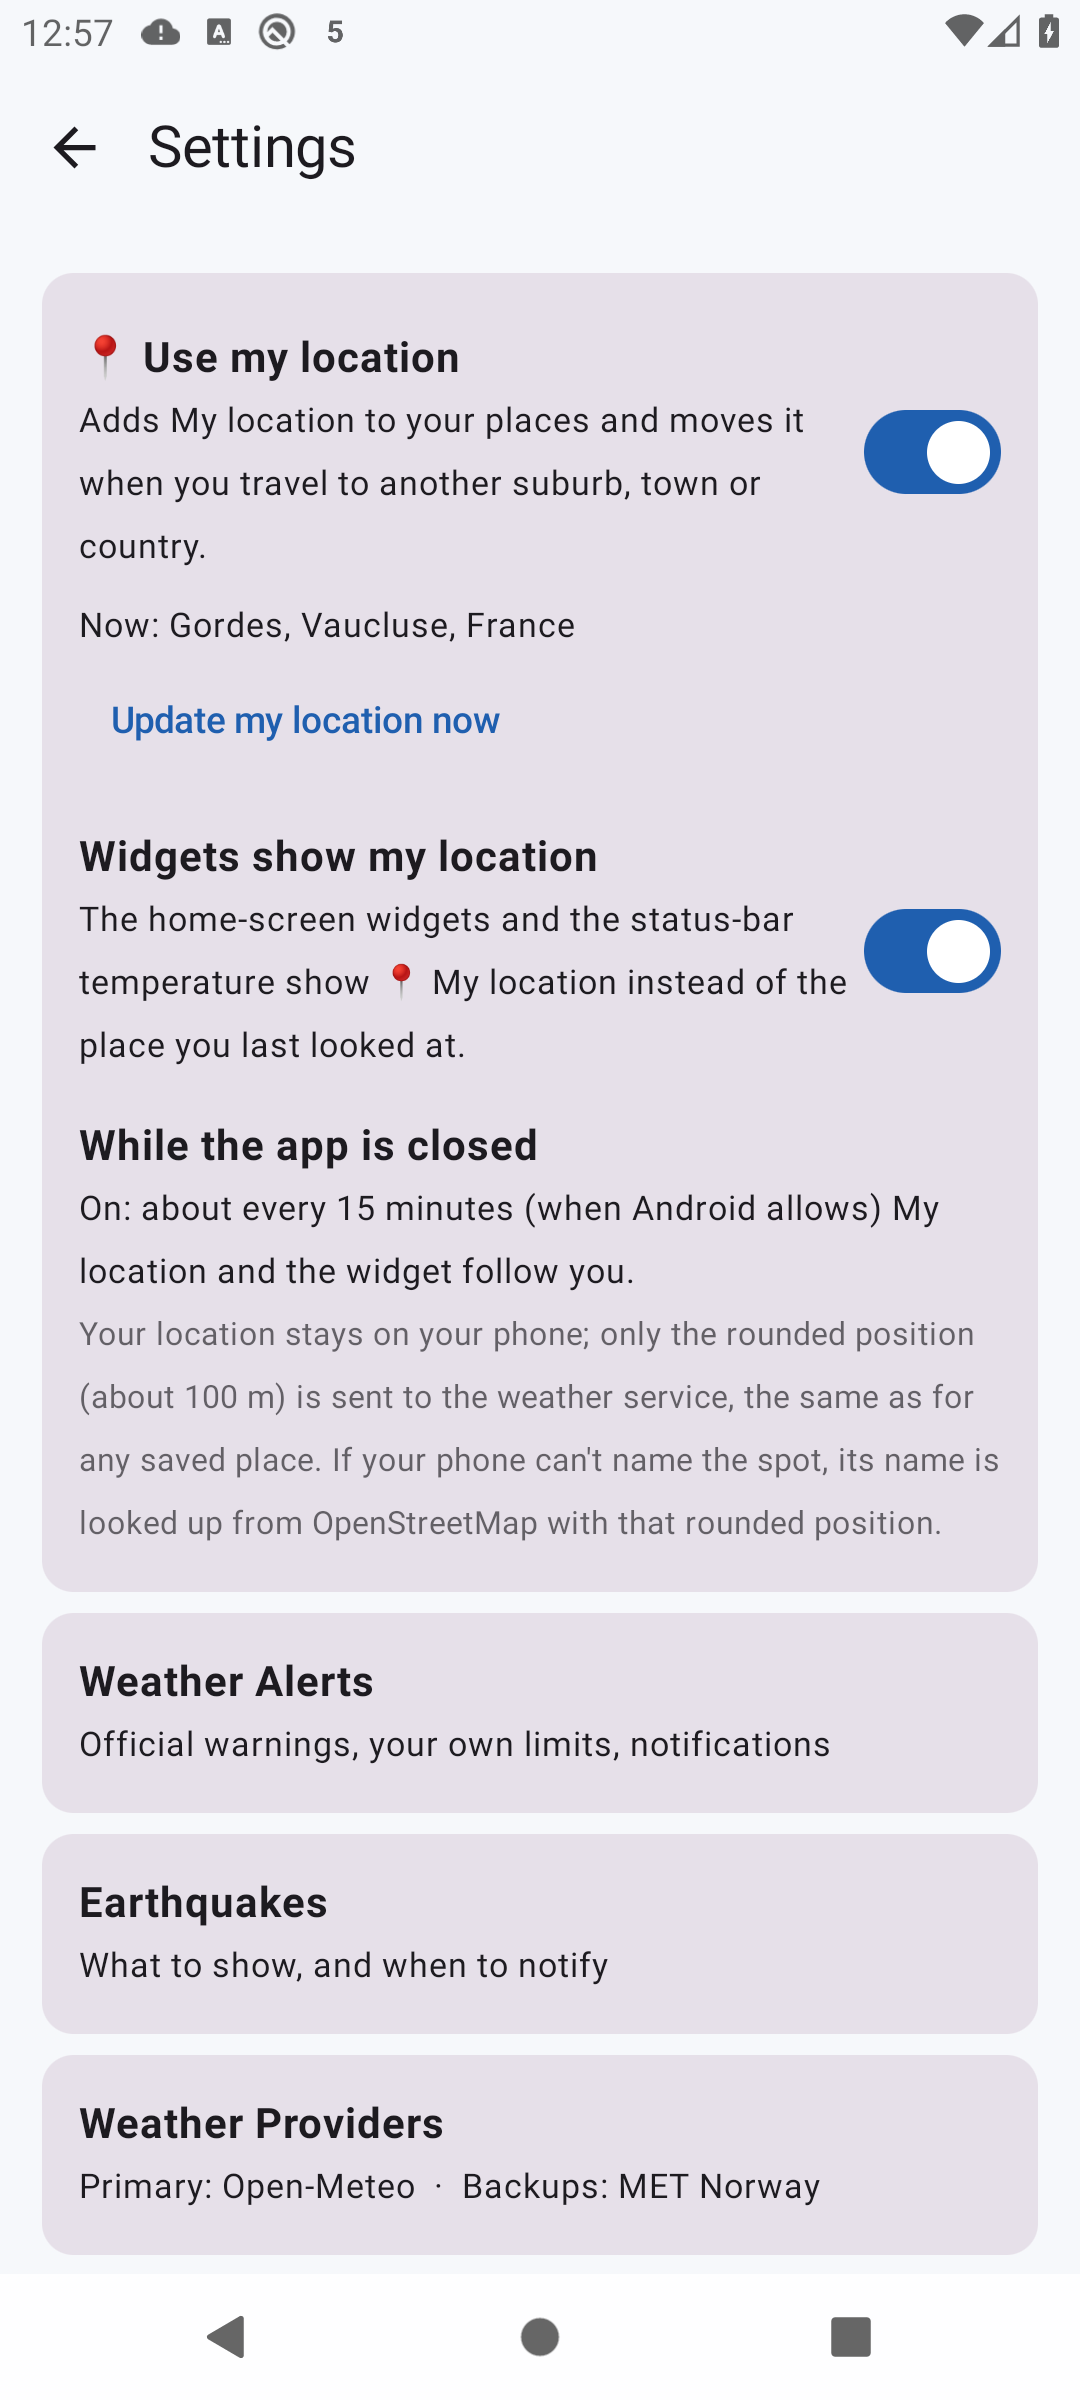 12:57 5
Settings
📍 Use my location
Adds My location to your places and moves it
when you travel to another suburb, town or
country.
Now: Gordes, Vaucluse, France
Update my location now
Widgets show my location
The home-screen widgets and the status-bar
temperature show 📍 My location instead of the
place you last looked at.
While the app is closed
On: about every 15 minutes (when Android allows) My
location and the widget follow you.
Your location stays on your phone; only the rounded position
(about 100 m) is sent to the weather service, the same as for
any saved place. If your phone can't name the spot, its name is
looked up from OpenStreetMap with that rounded position.
Weather Alerts
Official warnings, your own limits, notifications
Earthquakes
What to show, and when to notify
Weather Providers
Primary: Open-Meteo · Backups: MET Norway